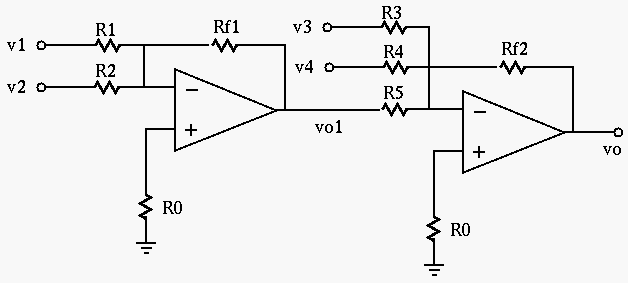 R1 Rf1 v3 R3
v1
R4 Rf2
v4
v2 R2
R5
−
−
+ vo1
vo
+
R0
R0